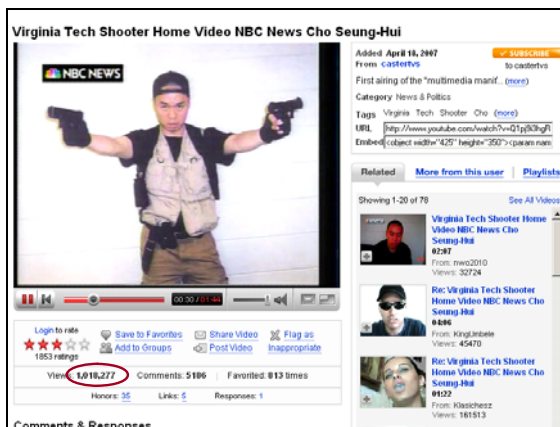 Virginia Tech Shooter Home Video NBC News Cho Seung-Hui
NBC NEWS
00:30 / 01:44
Login to rate
1853 ratings
Save to Favorites
Share Video
Flag as
Add to Groups
Post Video
Inappropriate
Views: 1,018,277
Comments: 5186
Favorited: 813 times
Honors: 35
Links: 5
Responses: 1
Comments & Responses
Added April 18, 2007
From castertvs
SUBSCRIBE
to castertvs
First airing of the "multimedia manif... (more)
Category News & Politics
Tags Virginia Tech Shooter Cho (more)
URL http://www.youtube.com/watch?v=
Embed <object width="425" height="350"><param nam
Related
More from this user
Playlists
Showing 1-20 of 78
See All Videos
Virginia Tech Shooter Home
Video NBC News Cho
Seung-Hui
02:07
From: nwo2010
Views: 32724
Re: Virginia Tech Shooter
Home Video NBC News Cho
Seung-Hui
04:06
From: KingUnbele
Views: 45470
Re: Virginia Tech Shooter
Home Video NBC News Cho
Seung-Hui
01:22
From: Klasichesz
Views: 161513